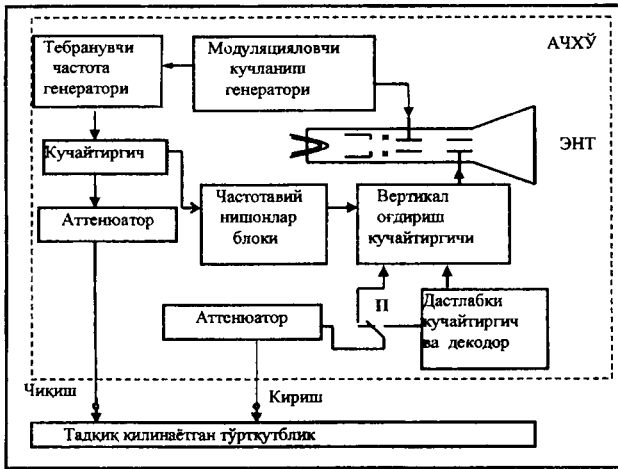 Тебранувчи
частота
генератори
Модуляцияловчи
кучланиш
генератори
АЧХЎ
ЭНТ
Кучайтиргич
Аттенюатор
Частотавий
нишонлар
блоки
Вертикал
оғдириш
кучайтиргичи
Аттенюатор
П
Дастлабки
кучайтиргич
ва декодор
Чиқиш
Кириш
Тадқиқ килинаётган тўртқутблик